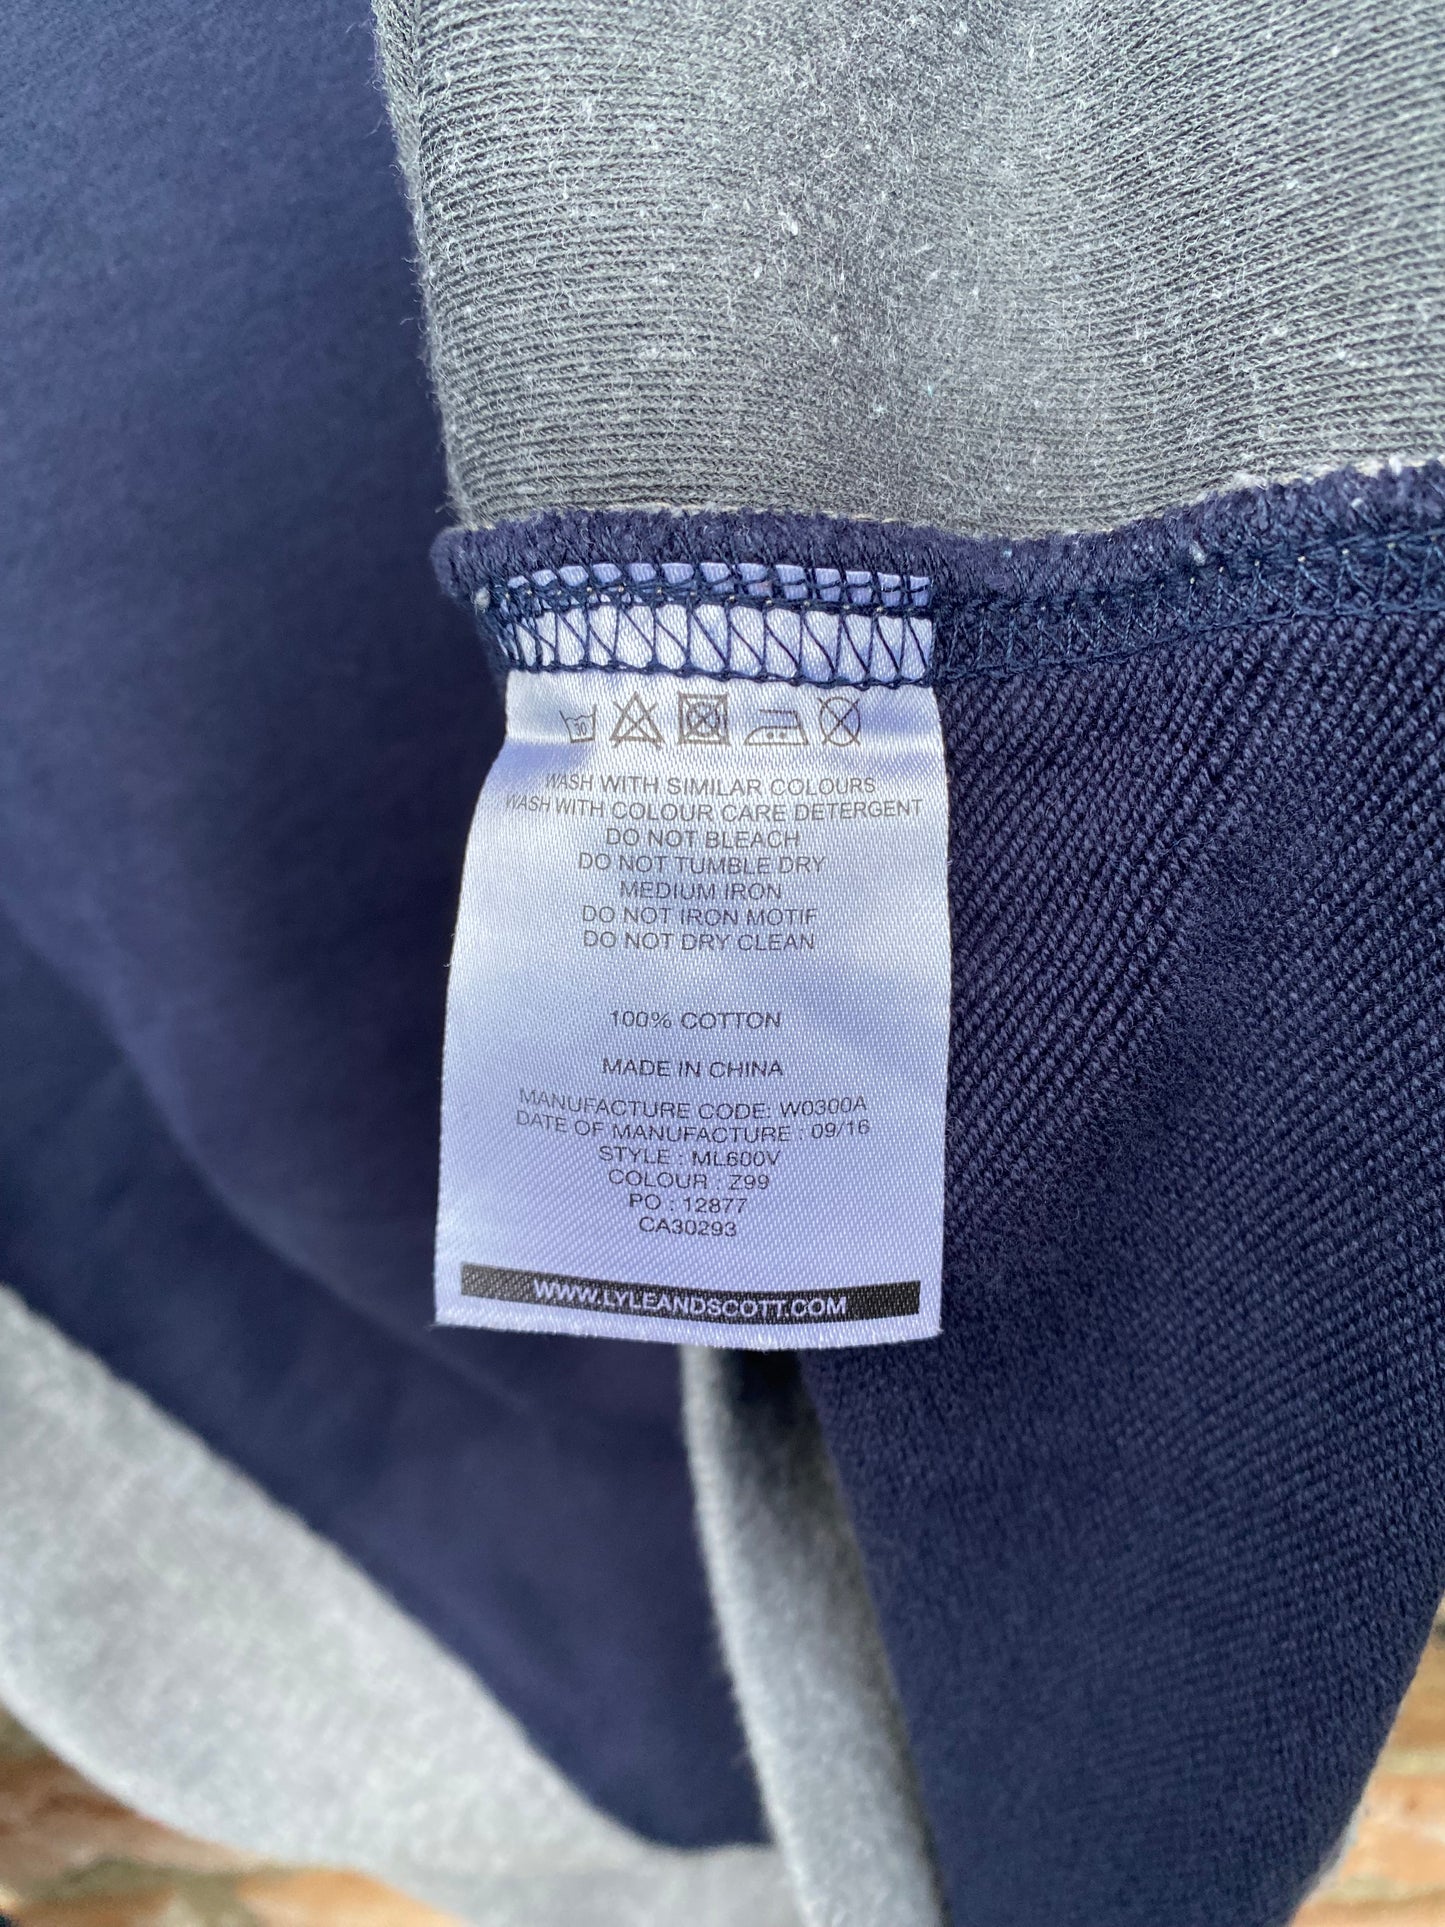 WASH WITH SIMILAR COLOURS
WASH WITH COLOUR CARE DETERGENT
DO NOT BLEACH
DO NOT TUMBLE DRY
MEDIUM IRON
DO NOT IRON MOTIF
DO NOT DRY CLEAN
100% COTTON
MADE IN CHINA
MANUFACTURE CODE: W0300A
DATE OF MANUFACTURE : 09/16
STYLE : ML600V
COLOUR : Z99
PO : 12877
CA30293
WWW.LYLEANDSCOTT.COM